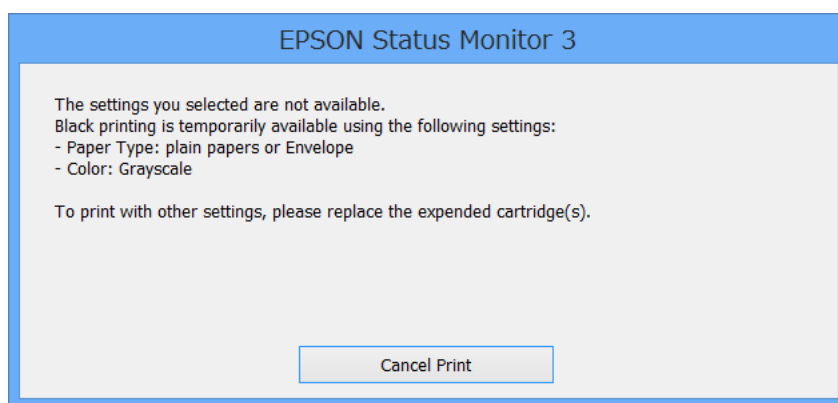 EPSON Status Monitor 3
The settings you selected are not available.
Black printing is temporarily available using the following settings:
- Paper Type: plain papers or Envelope
- Color: Grayscale
To print with other settings, please replace the expended cartridge(s).
Cancel Print